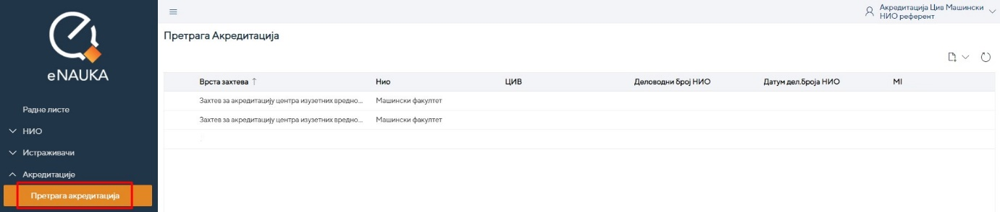 Акредитација Цив Машински
НИО референт
Претрага Акредитација
eNAUKA
Врста захтева ↑ Нио ЦИВ Деловодни број НИО Датум дел.броја НИО MI
Захтев за акредитацију центра изузетних вредно... Машински факултет
Захтев за акредитацију центра изузетних вредно... Машински факултет
Радне листе
НИО
Истраживачи
Акредитације
Претрага акредитација